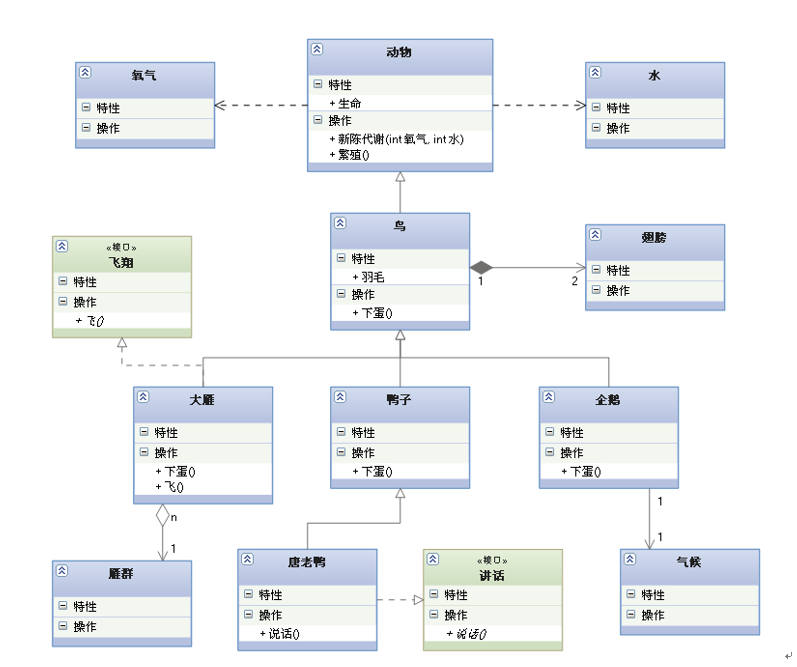 氧气
特性
操作
动物
特性
+ 生命
操作
+ 新陈代谢(int 氧气, int 水)
+ 繁殖()
水
特性
操作
«接口»
飞翔
特性
操作
+ 飞()
鸟
特性
+ 羽毛
操作
+ 下蛋()
1
2
翅膀
特性
操作
大雁
特性
操作
+ 下蛋()
+ 飞()
鸭子
特性
操作
+ 下蛋()
企鹅
特性
操作
+ 下蛋()
n
1
1
1
雁群
特性
操作
唐老鸭
特性
操作
+ 说话()
«接口»
讲话
特性
操作
+ 说话()
气候
特性
操作